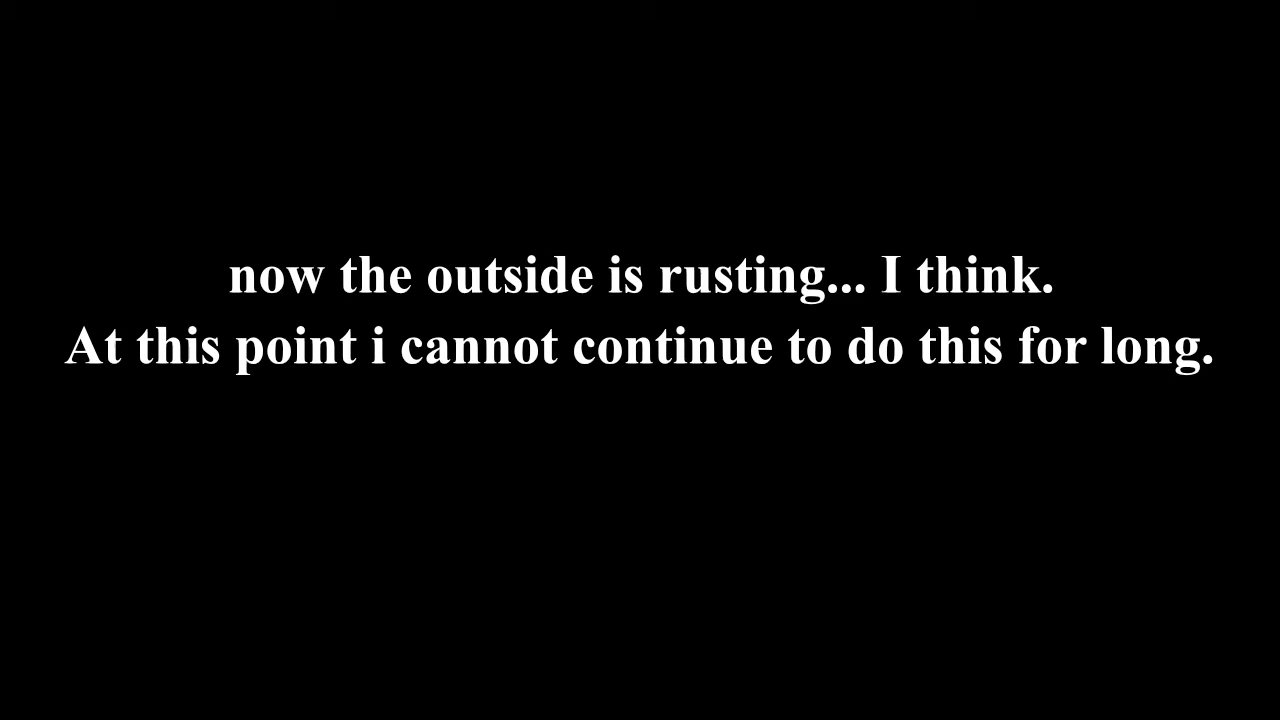 now the outside is rusting... I think.
At this point i cannot continue to do this for long.